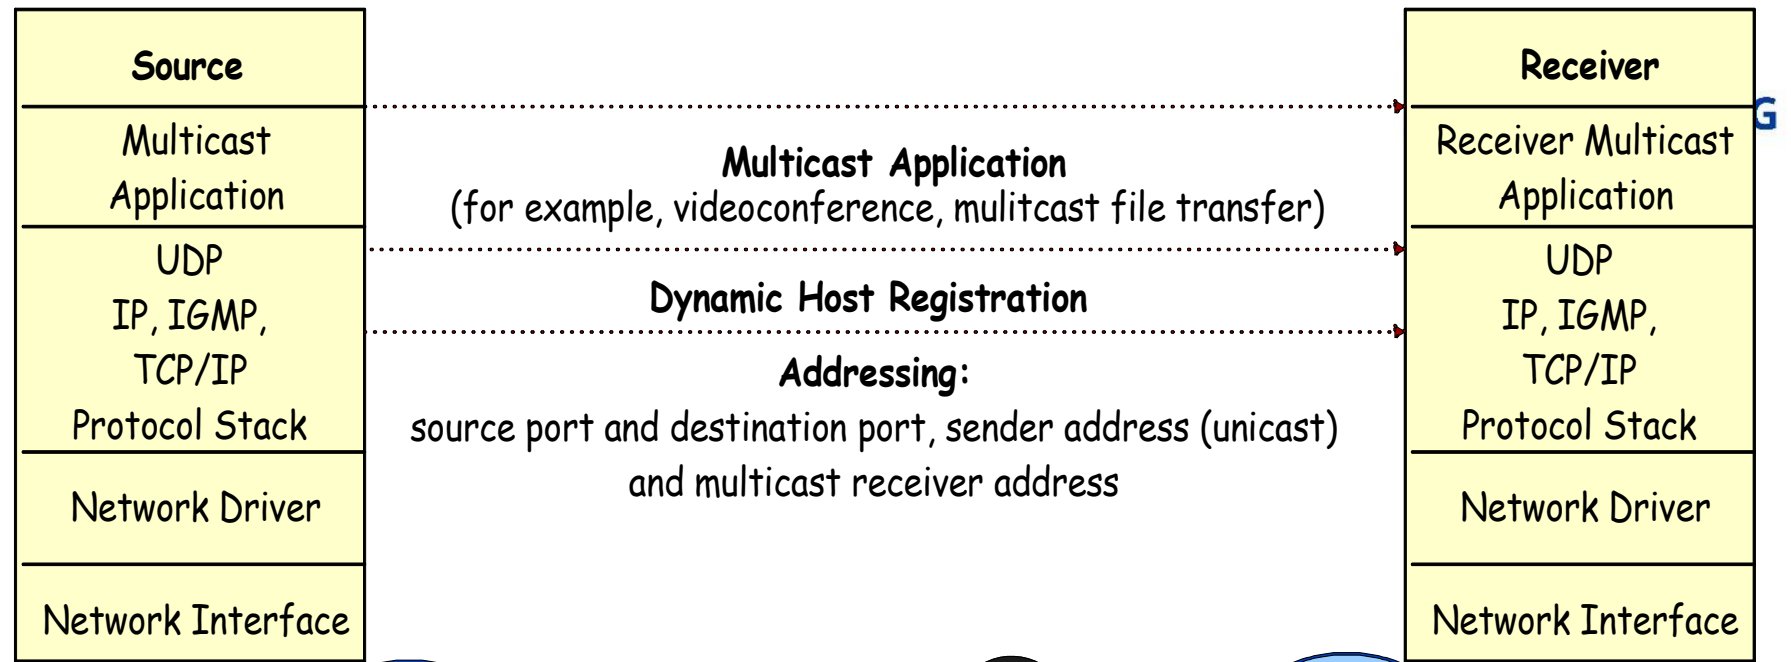 Source
Multicast
Application
UDP
IP, IGMP,
TCP/IP
Protocol Stack
Network Driver
Network Interface
Multicast Application
(for example, videoconference, mulitcast file transfer)
Dynamic Host Registration
Addressing:
source port and destination port, sender address (unicast)
and multicast receiver address
Receiver
Receiver Multicast
Application
UDP
IP, IGMP,
TCP/IP
Protocol Stack
Network Driver
Network Interface
G